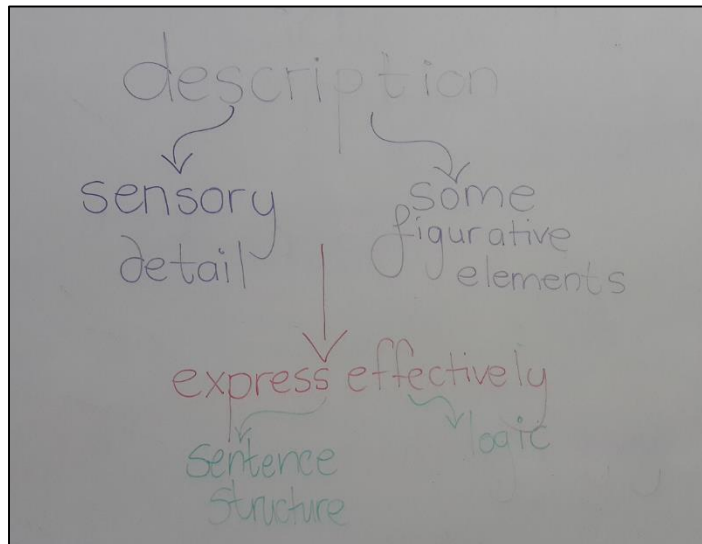 description
sensory
detail
some
figurative
elements
express effectively
sentence
structure
logic